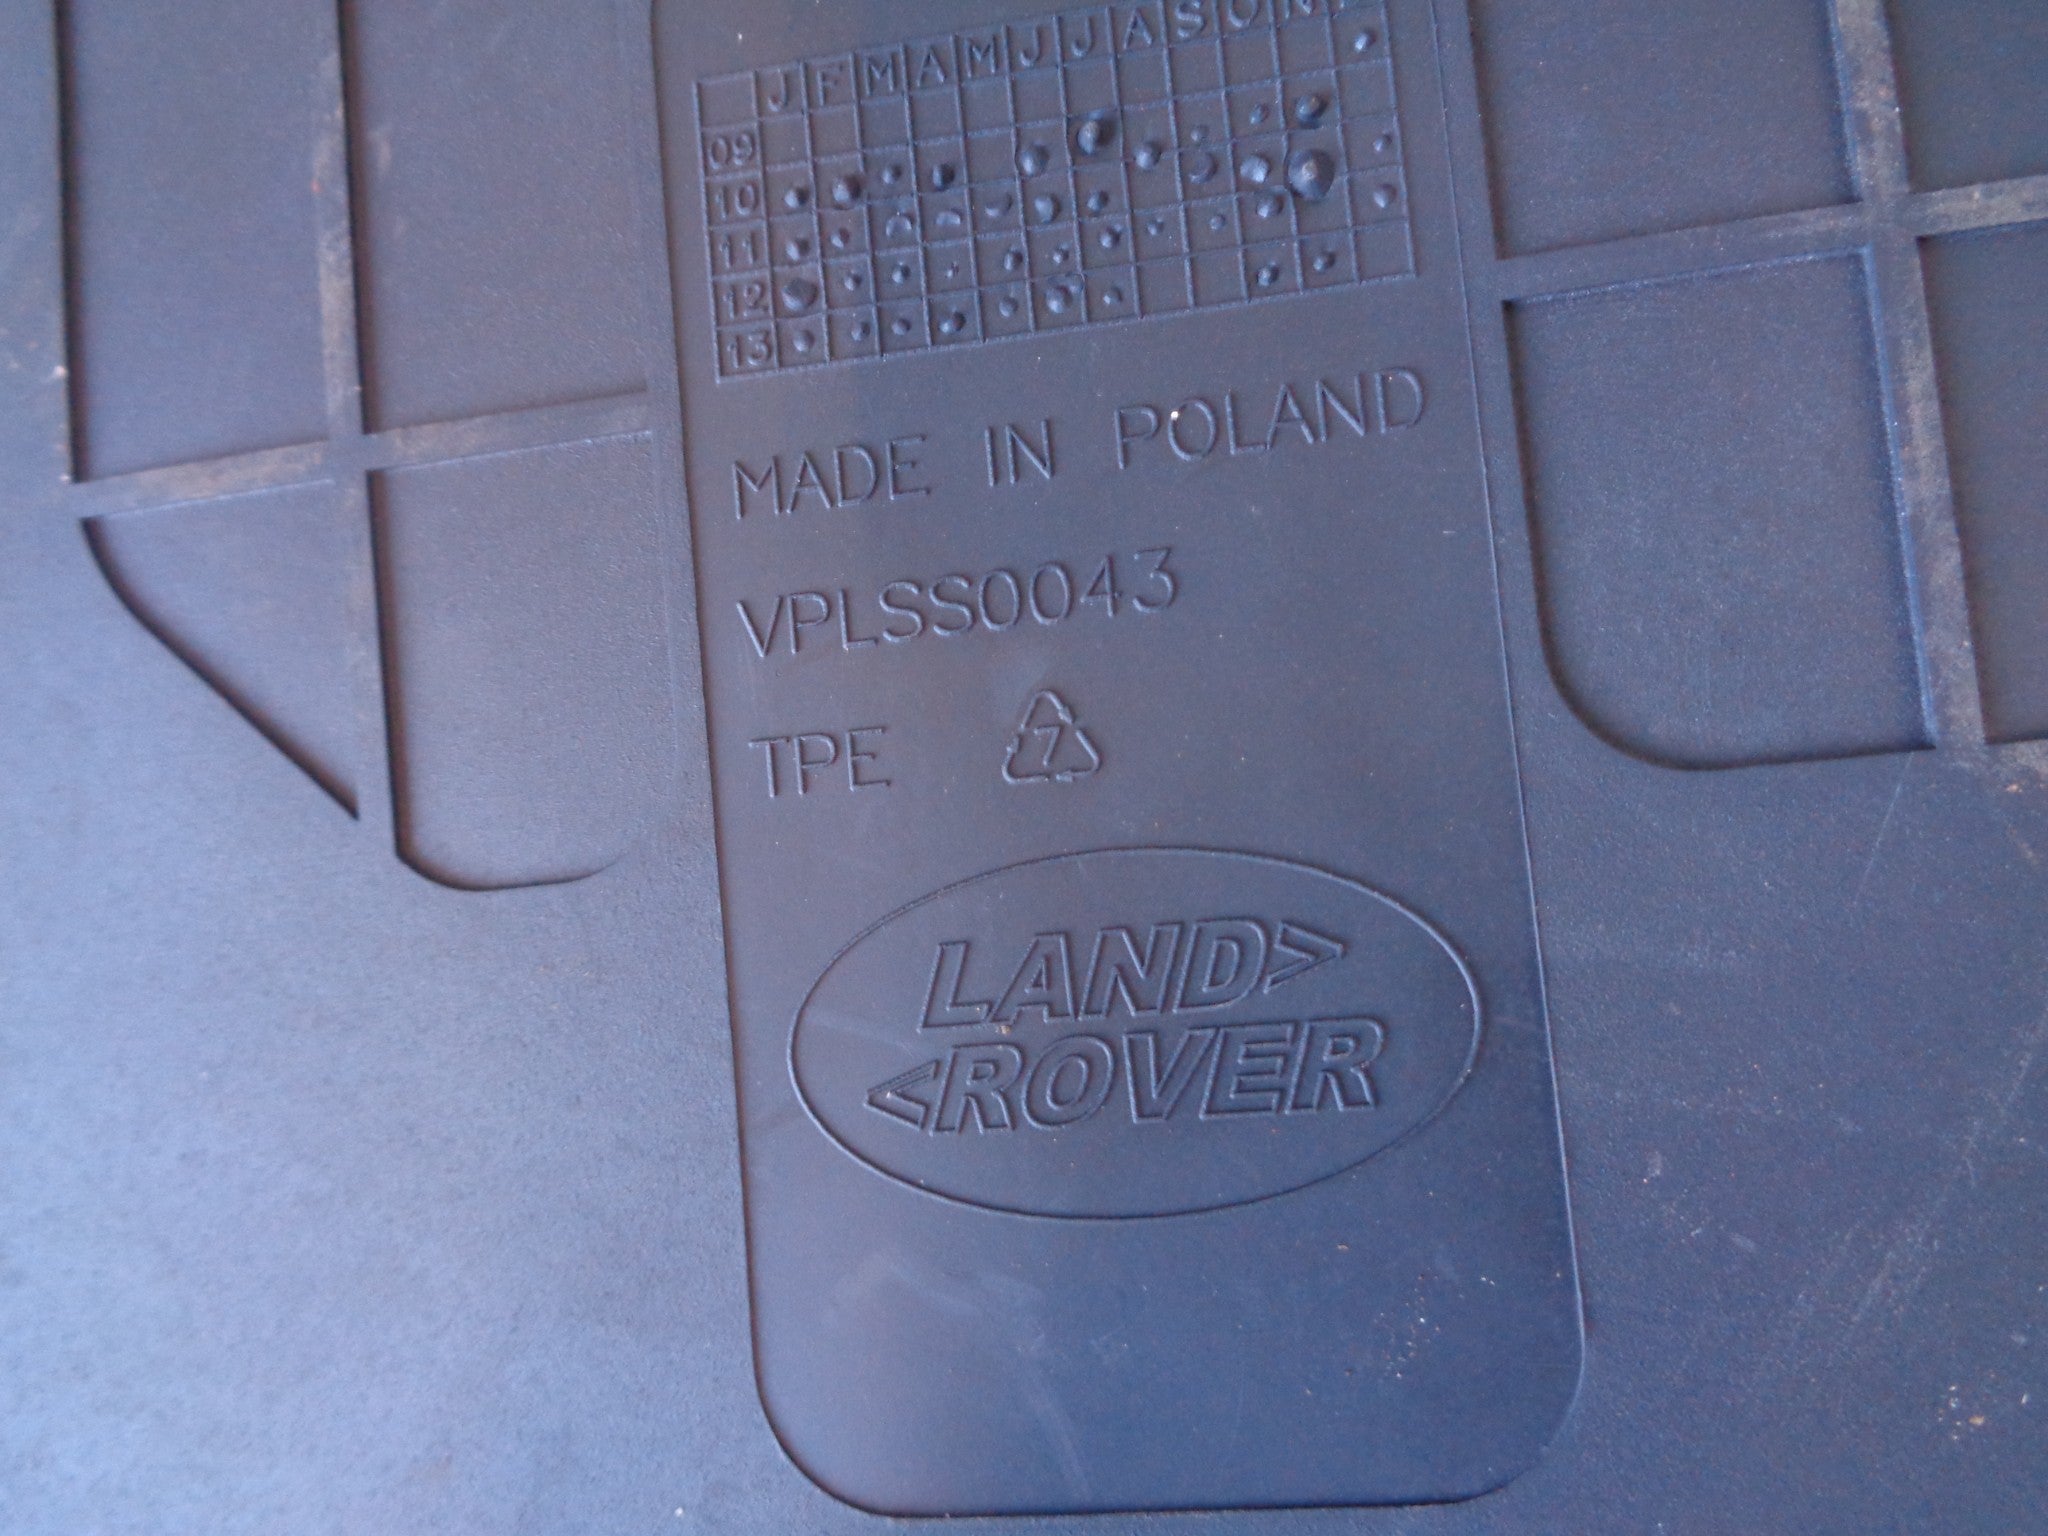 J F M A M J J A S O N
09
10
11
12
13
MADE IN POLAND
VPLSS0043
TPE 7
LAND>
<ROVER